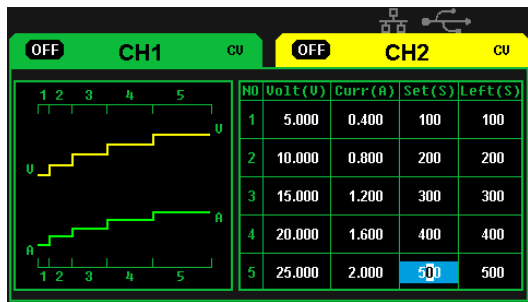 OFF CH1 CV OFF CH2 CV
1 2 3 4 5
V
V
A
A
1 2 3 4 5
NO Volt(V) Curr(A) Set(S) Left(S)
1 5.000 0.400 100 100
2 10.000 0.800 200 200
3 15.000 1.200 300 300
4 20.000 1.600 400 400
5 25.000 2.000 500 500